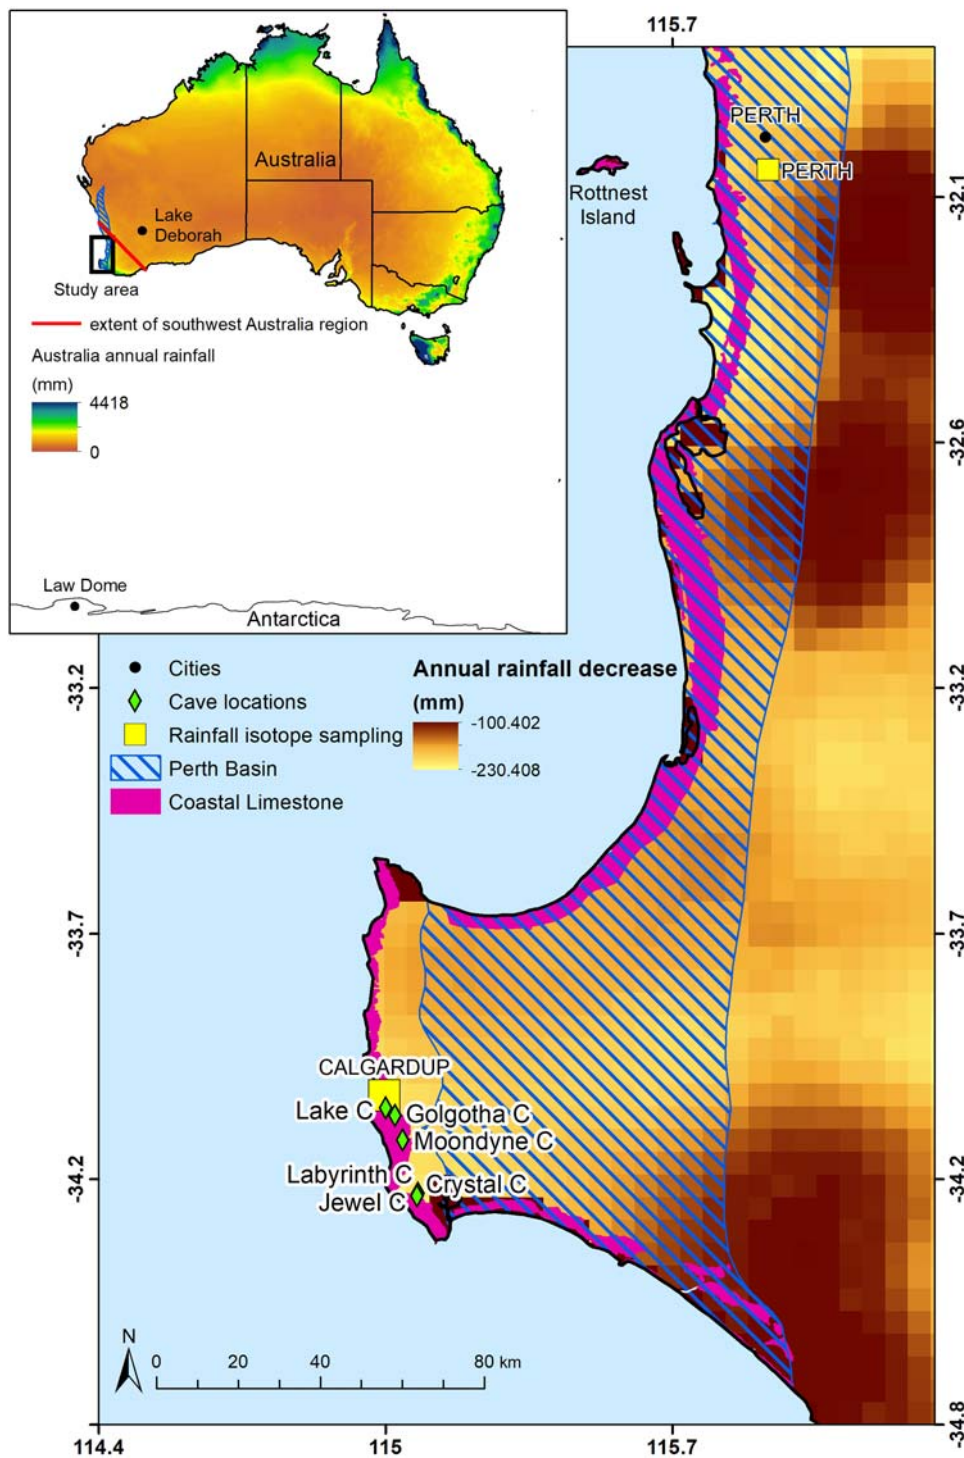 115.7
Australia
Lake
Deborah
Study area
extent of southwest Australia region
Australia annual rainfall
(mm)
4418
0
Law Dome
Antarctica
PERTH
PERTH
Rottnest
Island
-32.1
-32.6
-33.2
-33.2
Cities
Cave locations
Rainfall isotope sampling
Perth Basin
Coastal Limestone
Annual rainfall decrease
(mm)
-100.402
-230.408
-33.7
-33.7
CALGARDUP
Lake C
Golgotha C
Moondyne C
Labyrinth C
Crystal C
Jewel C
-34.2
-34.2
N
0 20 40 80 km
-34.8
114.4
115
115.7